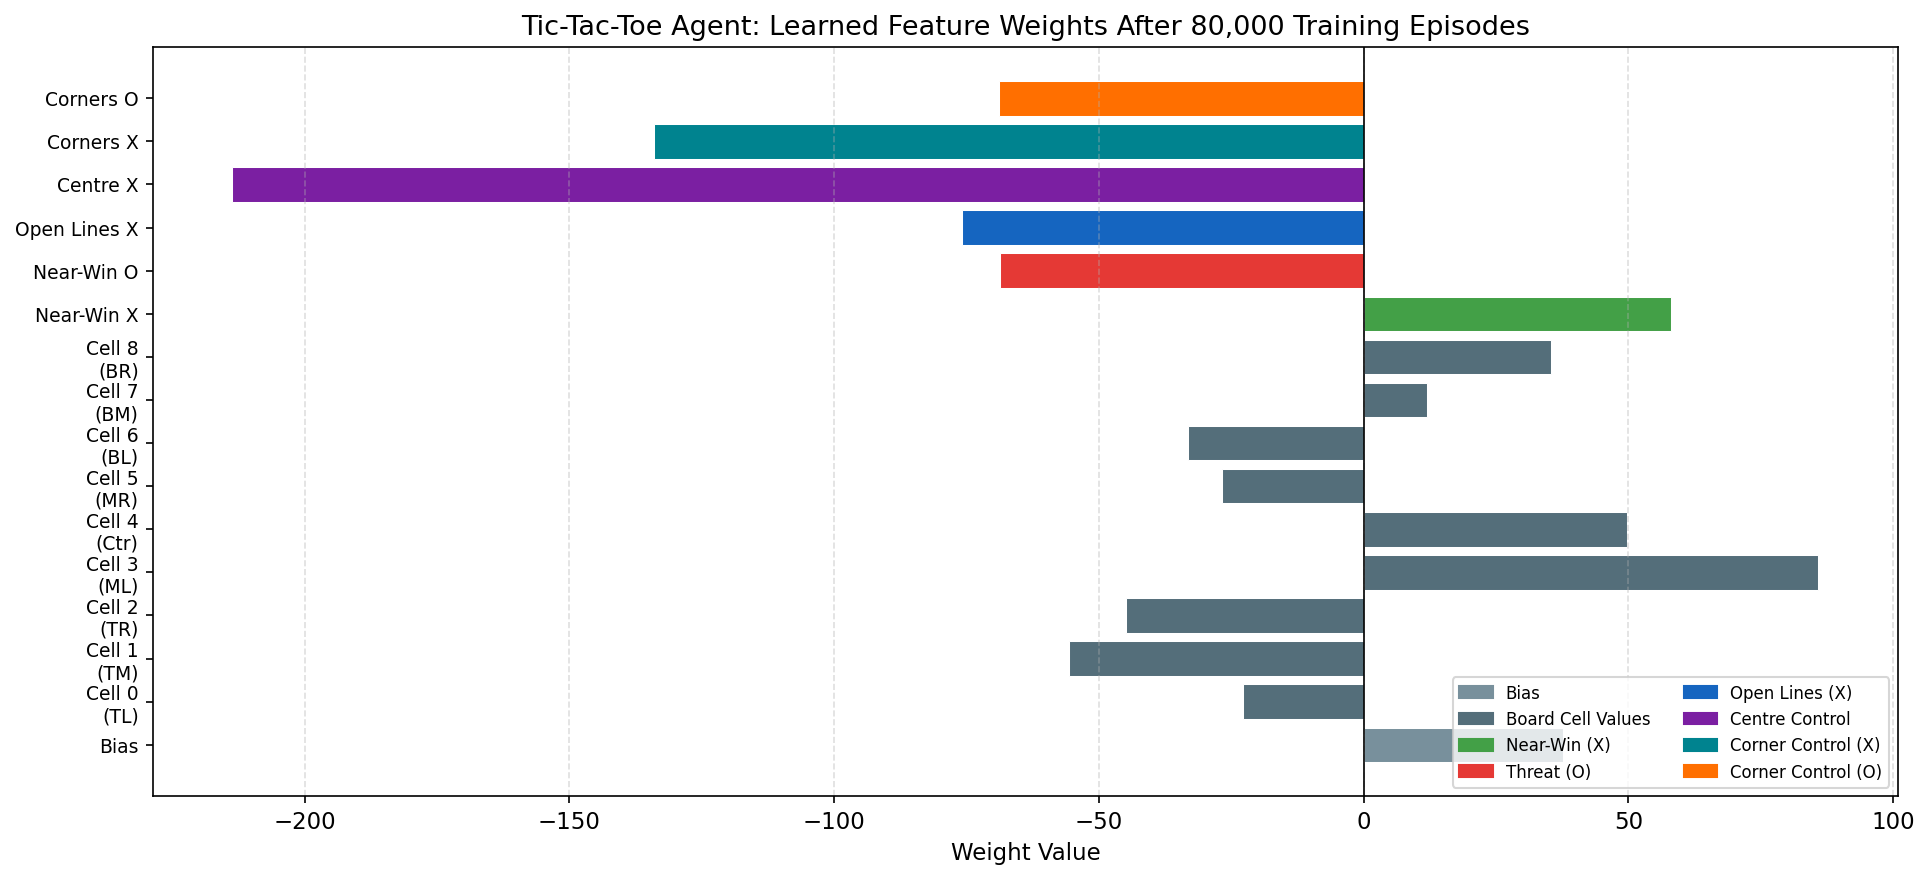 Tic-Tac-Toe Agent: Learned Feature Weights After 80,000 Training Episodes
Corners O
Corners X
Centre X
Open Lines X
Near-Win O
Near-Win X
Cell 8
(BR)
Cell 7
(BM)
Cell 6
(BL)
Cell 5
(MR)
Cell 4
(Ctr)
Cell 3
(ML)
Cell 2
(TR)
Cell 1
(TM)
Cell 0
(TL)
Bias
Bias
Board Cell Values
Near-Win (X)
Threat (O)
Open Lines (X)
Centre Control
Corner Control (X)
Corner Control (O)
−200 −150 −100 −50 0 50 100
Weight Value